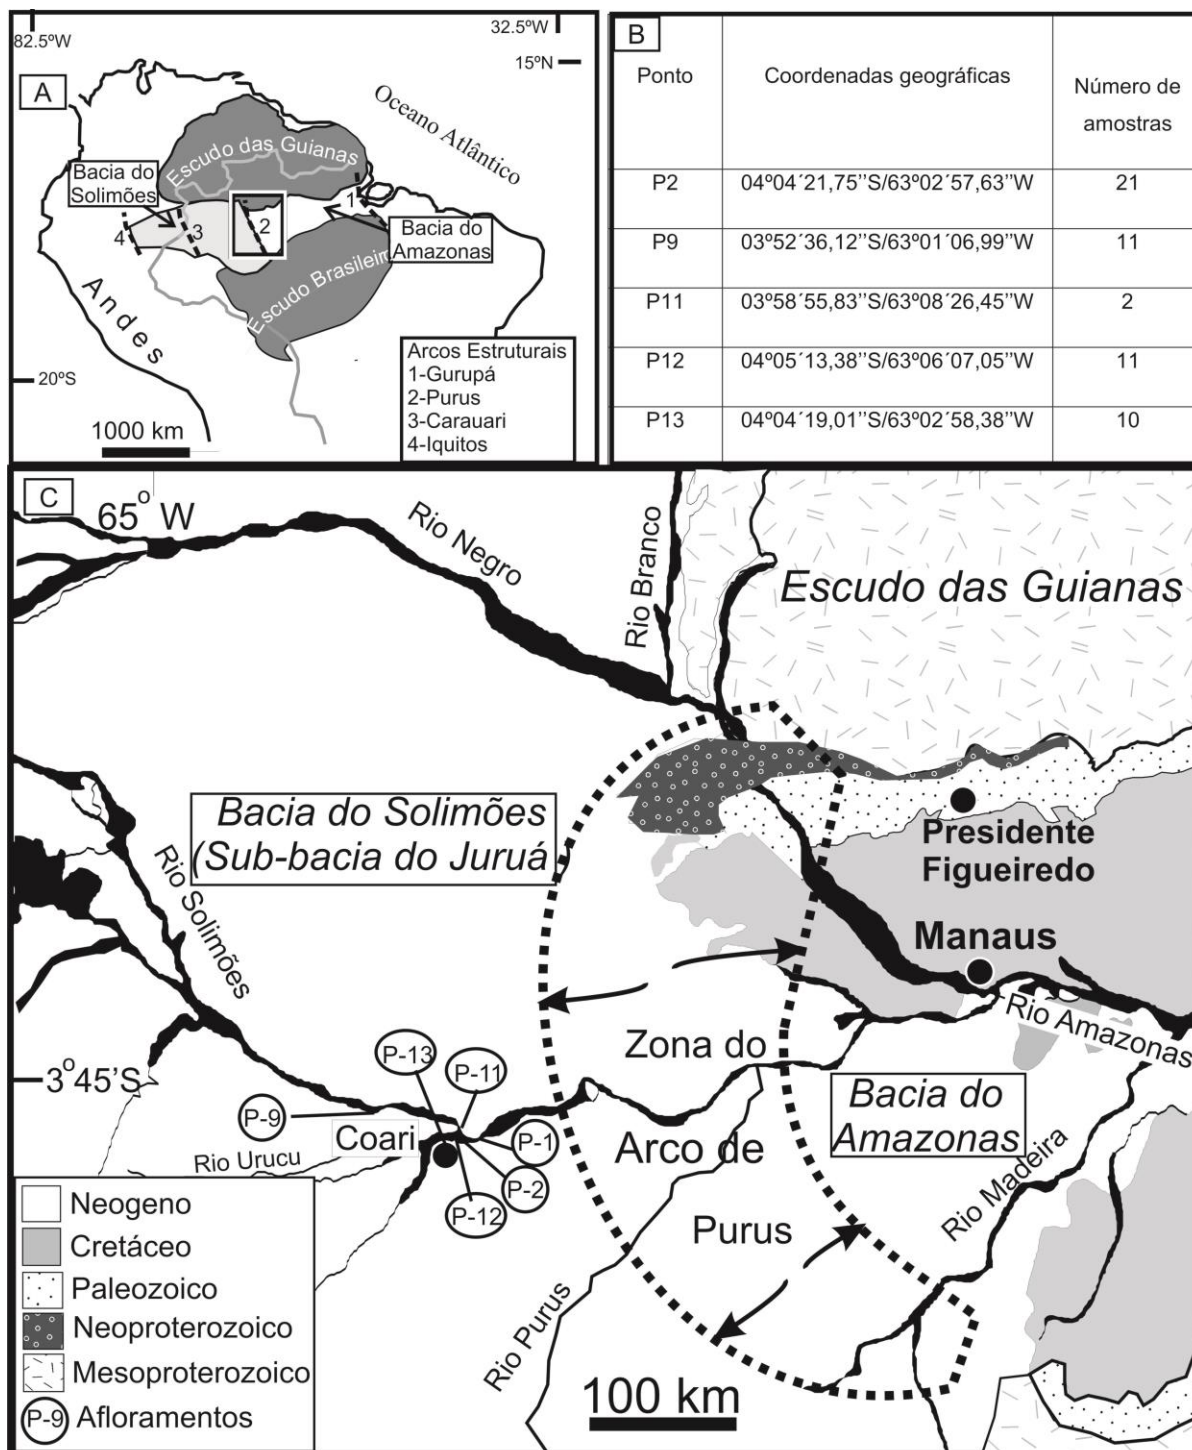 82.5ºW
32.5ºW
15ºN
A
Oceano Atlântico
Escudo das Guianas
Bacia do
Solimões
1
2
3
4
Bacia do
Amazonas
Escudo Brasileiro
Andes
20ºS
1000 km
Arcos Estruturais
1-Gurupá
2-Purus
3-Carauari
4-Iquitos
B
Ponto Coordenadas geográficas Número de
amostras
P2 04º04´21,75’’S/63º02´57,63’’W 21
P9 03º52´36,12’’S/63º01´06,99’’W 11
P11 03º58´55,83’’S/63º08´26,45’’W 2
P12 04º05´13,38’’S/63º06´07,05’’W 11
P13 04º04´19,01’’S/63º02´58,38’’W 10
C
65º W
Rio Negro
Rio Branco
Escudo das Guianas
Bacia do Solimões
(Sub-bacia do Juruá
Rio Solimões
Presidente
Figueiredo
Manaus
Rio Amazonas
Zona do
Arco de
Purus
3º45’S
P-13
P-11
P-9
Coari
P-1
P-2
P-12
Rio Urucu
Bacia do
Amazonas
Rio Madeira
Rio Purus
Neogeno
Cretáceo
Paleozoico
Neoproterozoico
Mesoproterozoico
P-9 Afloramentos
100 km